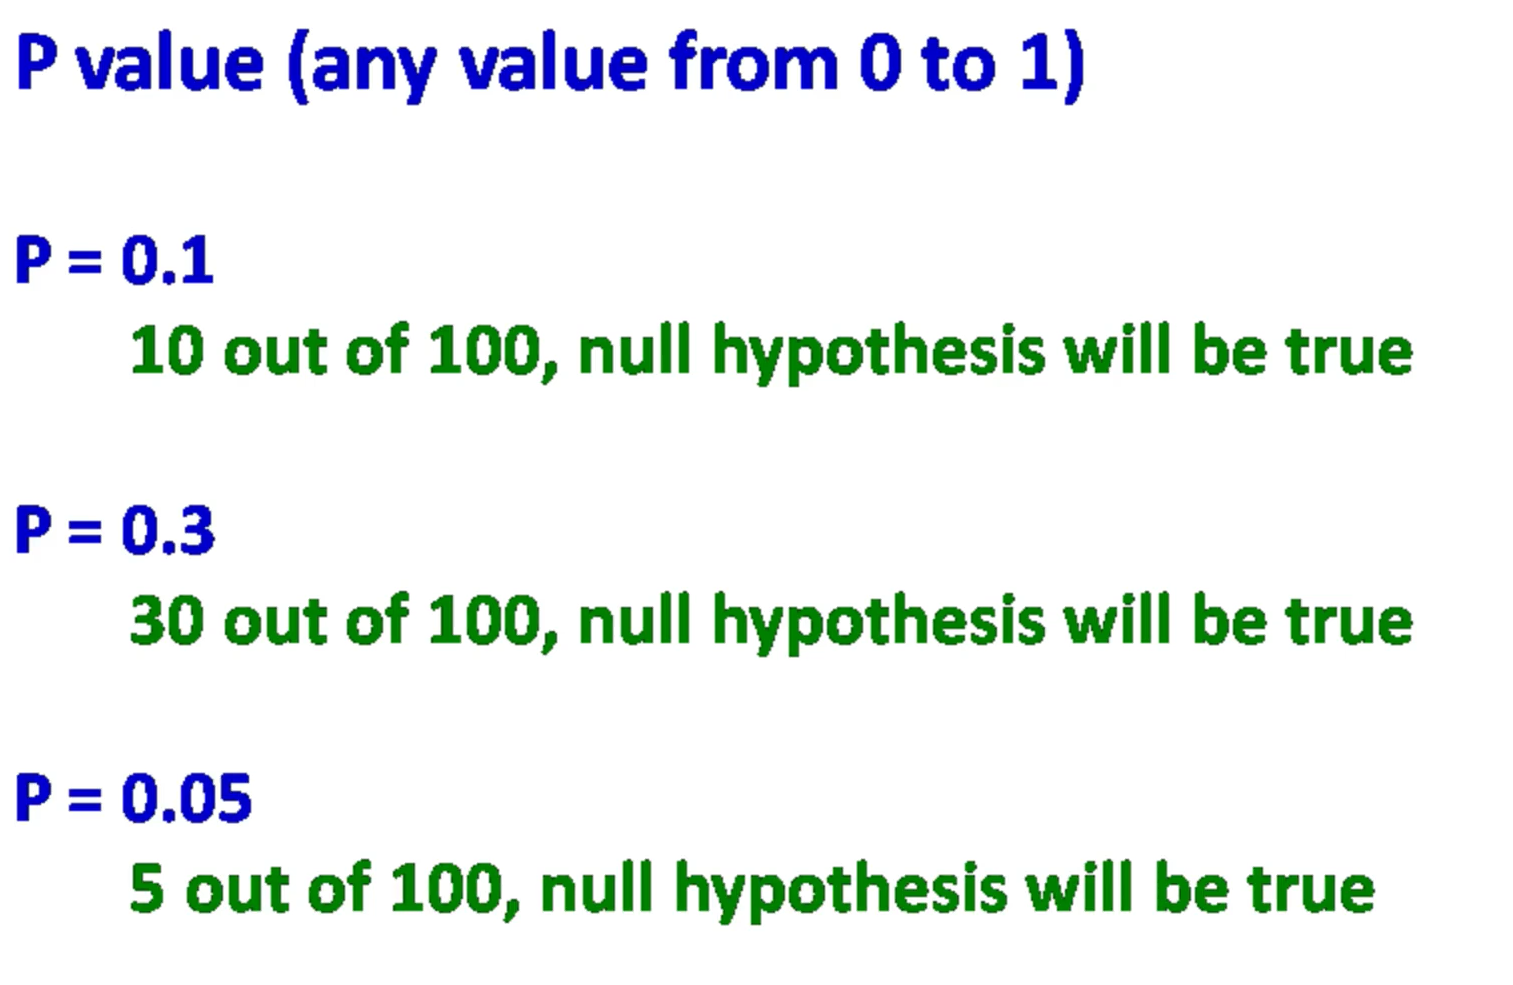 P value (any value from 0 to 1)
P = 0.1
10 out of 100, null hypothesis will be true
P = 0.3
30 out of 100, null hypothesis will be true
P = 0.05
5 out of 100, null hypothesis will be true